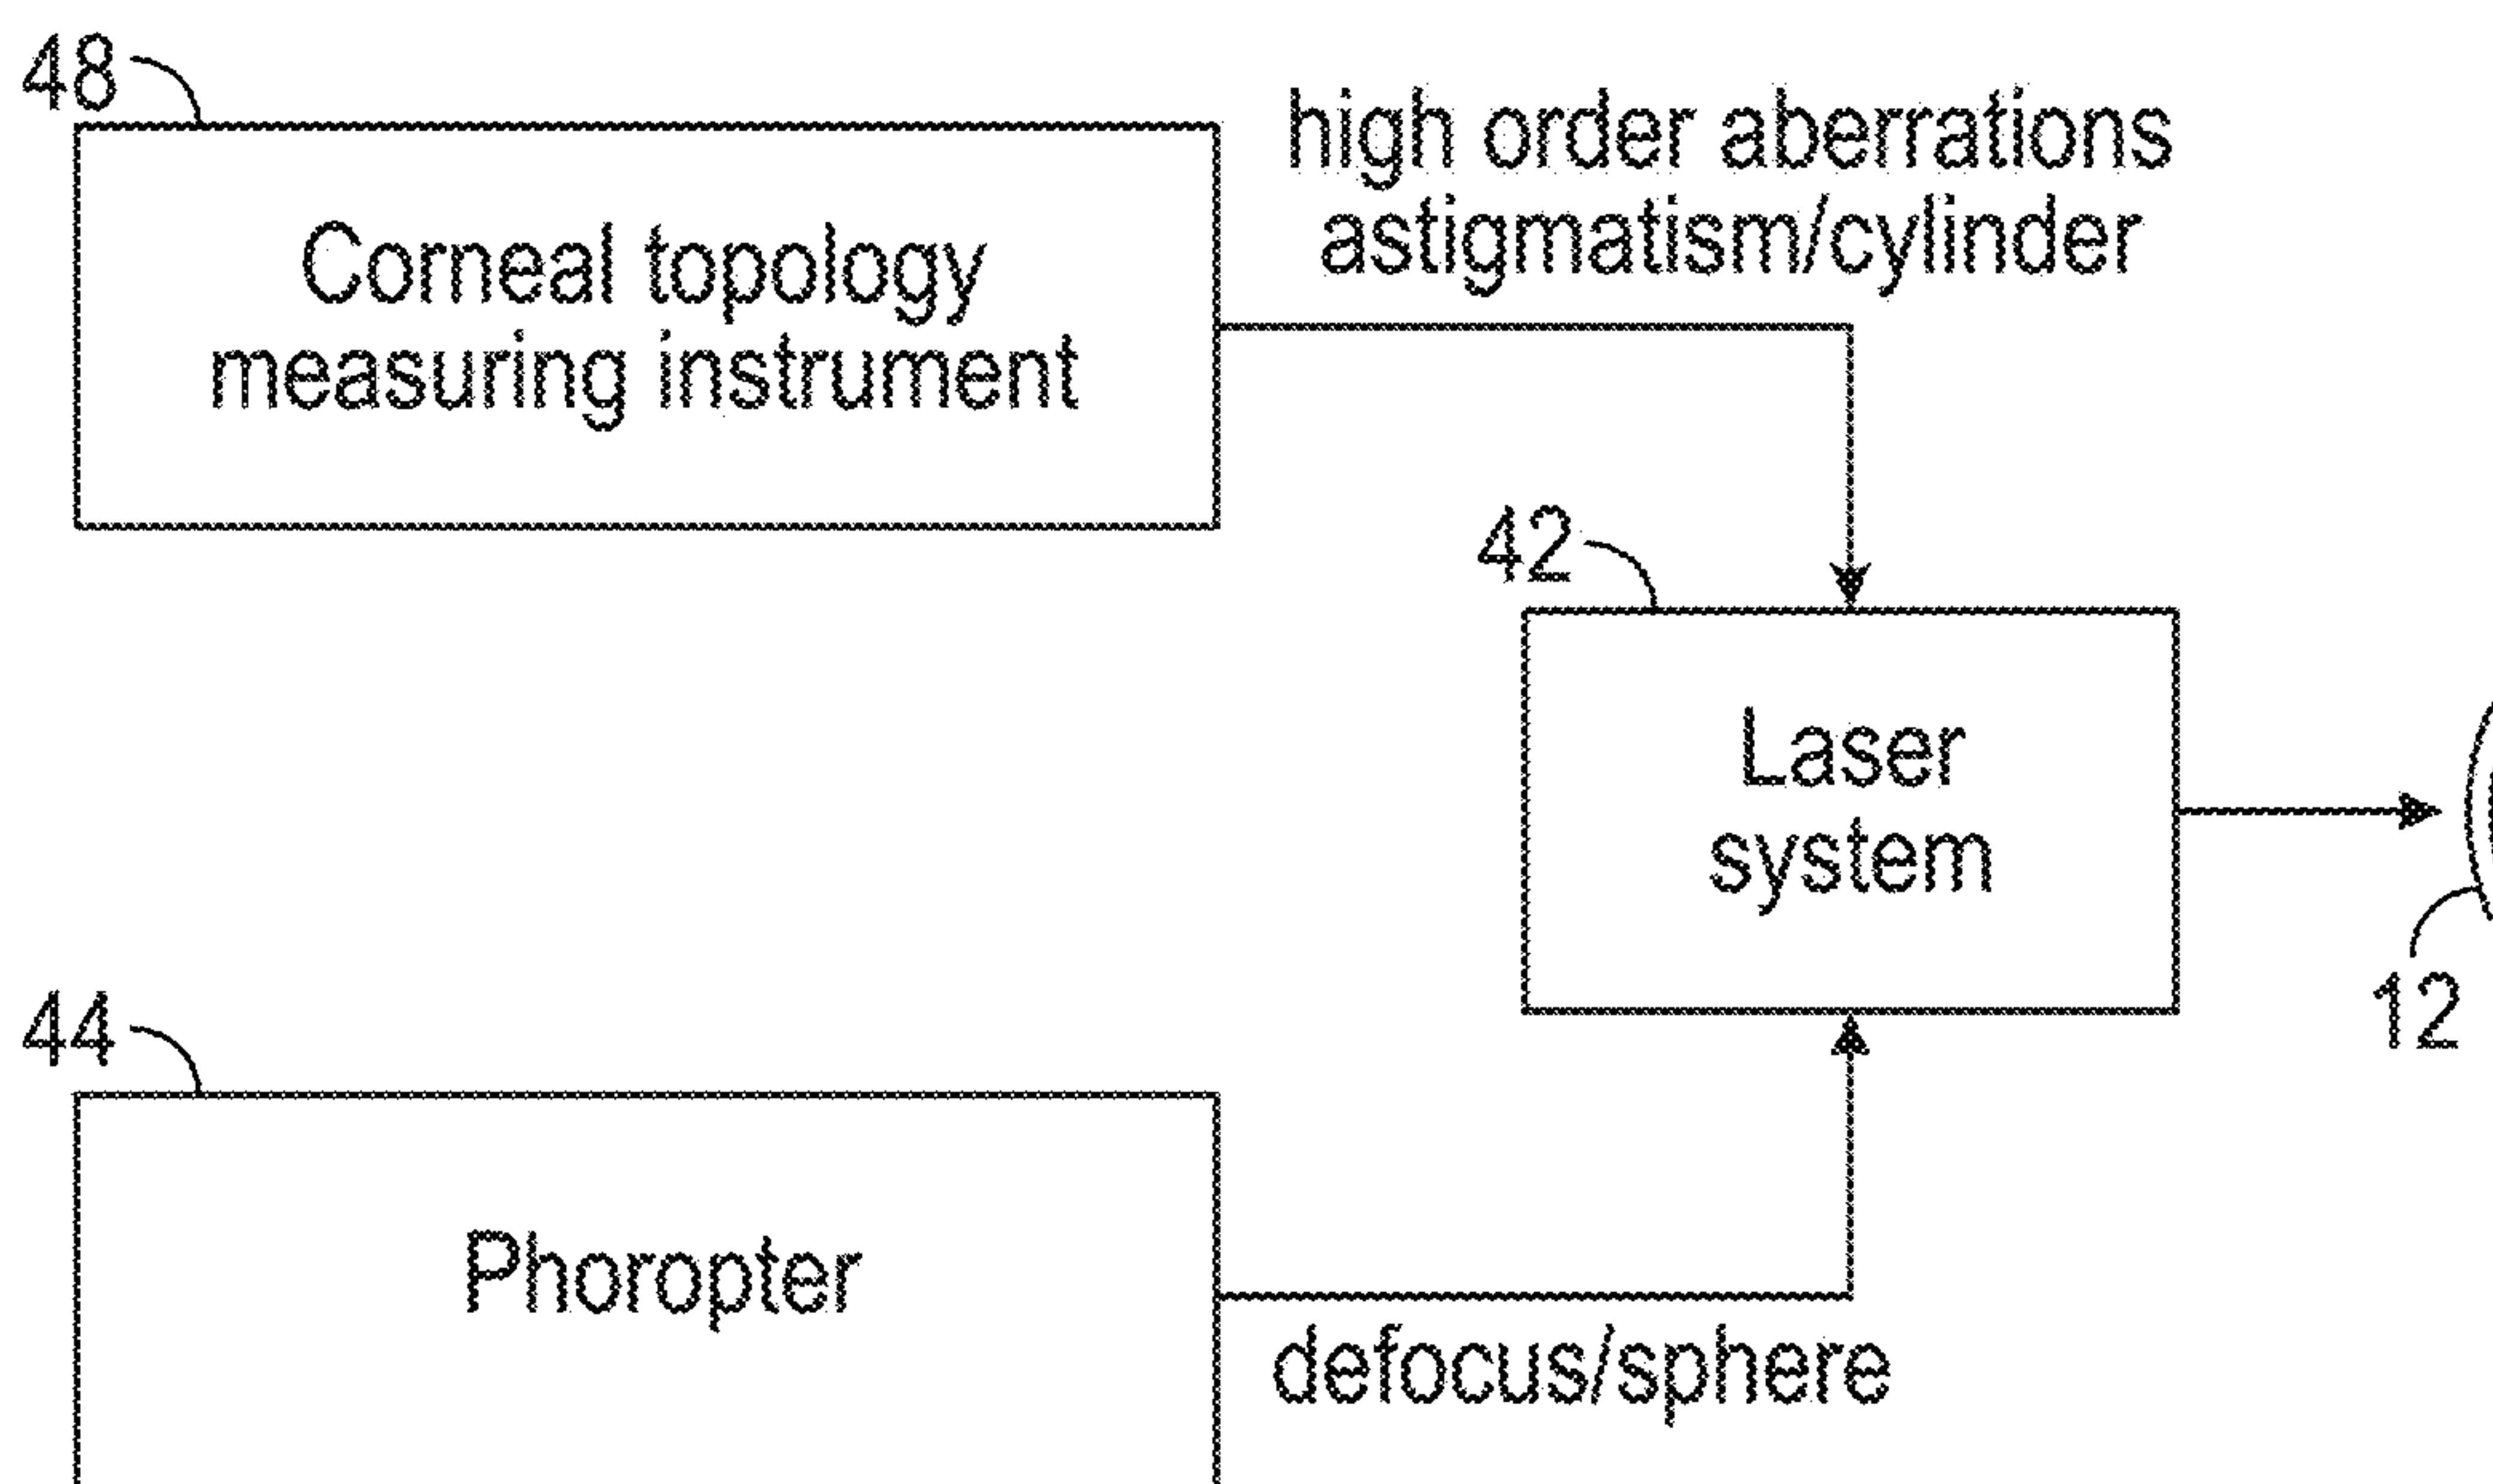 48
high order aberrations
astigmatism/cylinder
Corneal topology
measuring instrument
42
Laser
system
12
44
Phoropter
defocus/sphere